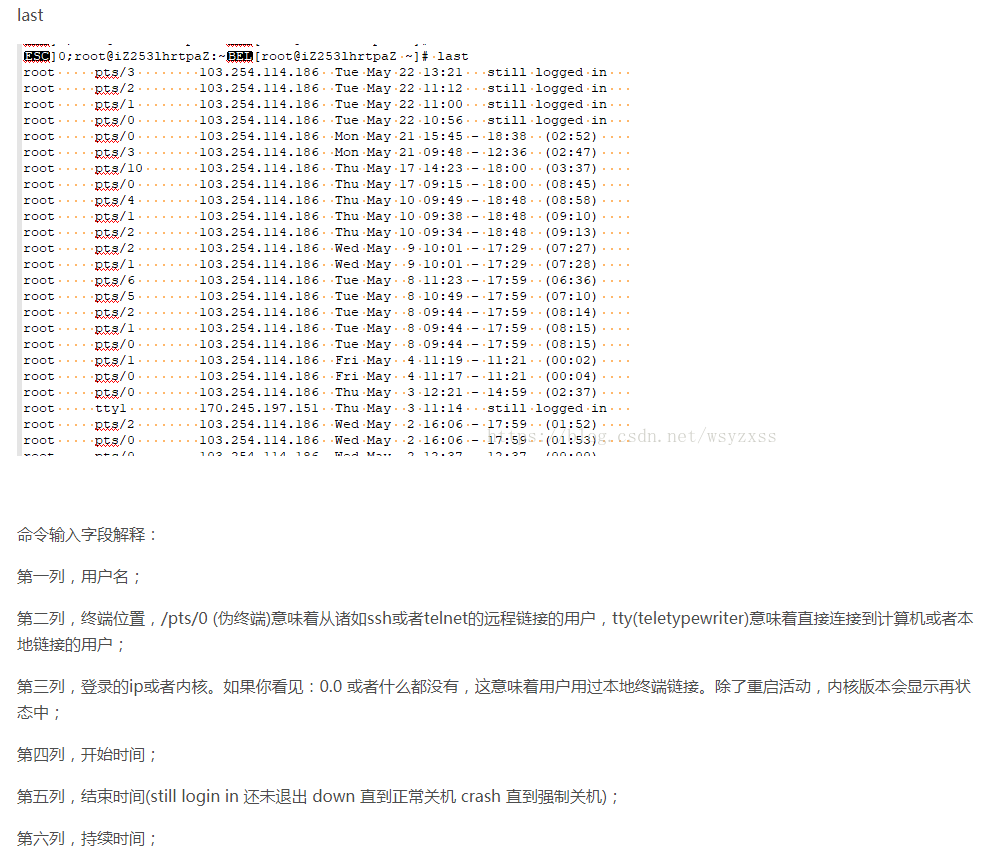 last
ESC]0;root@iZ253lhrtpaZ:~BEL[root@iZ253lhrtpaZ ~]# last
root pts/3 103.254.114.186 Tue May 22 13:21 still logged in
root pts/2 103.254.114.186 Tue May 22 11:12 still logged in
root pts/1 103.254.114.186 Tue May 22 11:00 still logged in
root pts/0 103.254.114.186 Tue May 22 10:56 still logged in
root pts/0 103.254.114.186 Mon May 21 15:45 - 18:38 (02:52)
root pts/3 103.254.114.186 Mon May 21 09:48 - 12:36 (02:47)
root pts/10 103.254.114.186 Thu May 17 14:23 - 18:00 (03:37)
root pts/0 103.254.114.186 Thu May 17 09:15 - 18:00 (08:45)
root pts/4 103.254.114.186 Thu May 10 09:49 - 18:48 (08:58)
root pts/1 103.254.114.186 Thu May 10 09:38 - 18:48 (09:10)
root pts/2 103.254.114.186 Thu May 10 09:34 - 18:48 (09:13)
root pts/2 103.254.114.186 Wed May 9 10:01 - 17:29 (07:27)
root pts/1 103.254.114.186 Wed May 9 10:01 - 17:29 (07:28)
root pts/6 103.254.114.186 Tue May 8 11:23 - 17:59 (06:36)
root pts/5 103.254.114.186 Tue May 8 10:49 - 17:59 (07:10)
root pts/2 103.254.114.186 Tue May 8 09:44 - 17:59 (08:14)
root pts/1 103.254.114.186 Tue May 8 09:44 - 17:59 (08:15)
root pts/0 103.254.114.186 Tue May 8 09:44 - 17:59 (08:15)
root pts/1 103.254.114.186 Fri May 4 11:19 - 11:21 (00:02)
root pts/0 103.254.114.186 Fri May 4 11:17 - 11:21 (00:04)
root pts/0 103.254.114.186 Thu May 3 12:21 - 14:59 (02:37)
root tty1 170.245.197.151 Thu May 3 11:14 still logged in
root pts/2 103.254.114.186 Wed May 2 16:06 - 17:59 (01:52)
root pts/0 103.254.114.186 Wed May 2 16:06 - 17:59 (01:53)
https://blog.csdn.net/wsyzxss
命令输入字段解释：
第一列，用户名；
第二列，终端位置，/pts/0 (伪终端)意味着从诸如ssh或者telnet的远程链接的用户，tty(teletypewriter)意味着直接连接到计算机或者本
地链接的用户；
第三列，登录的ip或者内核。如果你看见：0.0 或者什么都没有，这意味着用户用过本地终端链接。除了重启活动，内核版本会显示再状
态中；
第四列，开始时间；
第五列，结束时间(still login in 还未退出 down 直到正常关机 crash 直到强制关机)；
第六列，持续时间；